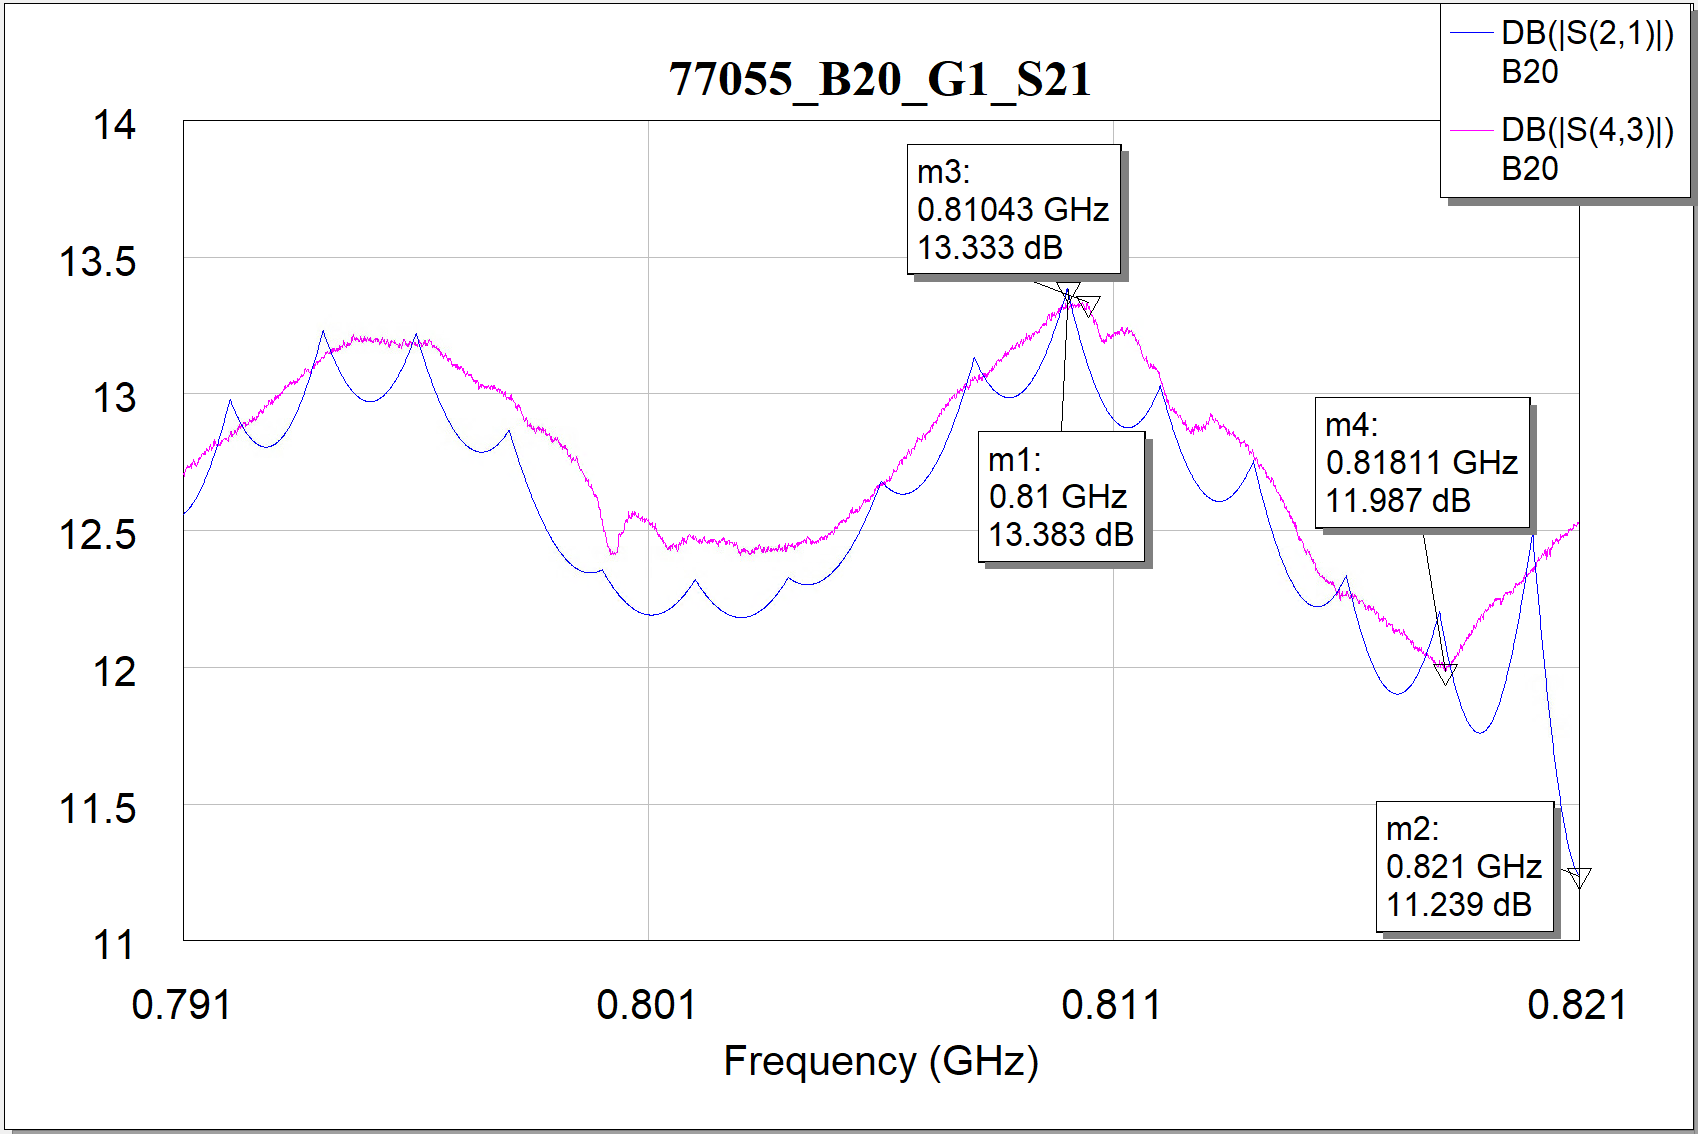 DB(|S(2,1)|)
B20
DB(|S(4,3)|)
B20
77055_B20_G1_S21
14
13.5
13
12.5
12
11.5
11
m3:
0.81043 GHz
13.333 dB
m1:
0.81 GHz
13.383 dB
m4:
0.81811 GHz
11.987 dB
m2:
0.821 GHz
11.239 dB
0.791
0.801
0.811
0.821
Frequency (GHz)